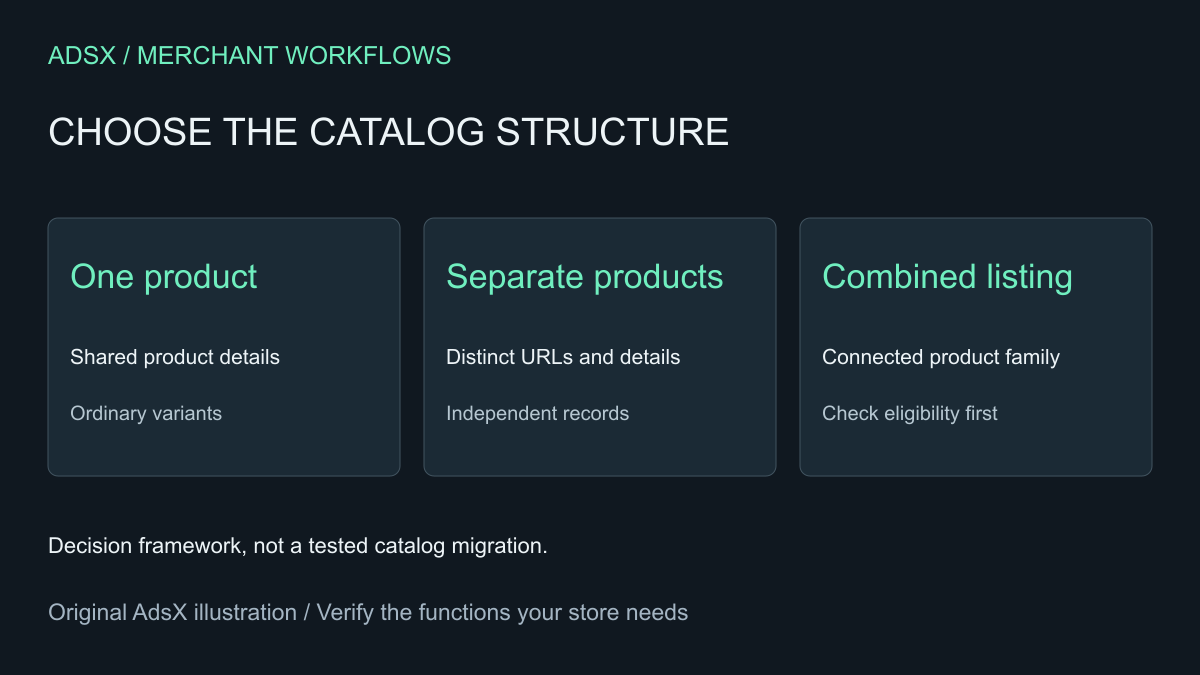 ADSX / MERCHANT WORKFLOWS
CHOOSE THE CATALOG STRUCTURE
One product
Shared product details
Ordinary variants
Separate products
Distinct URLs and details
Independent records
Combined listing
Connected product family
Check eligibility first
Decision framework, not a tested catalog migration.
Original AdsX illustration / Verify the functions your store needs